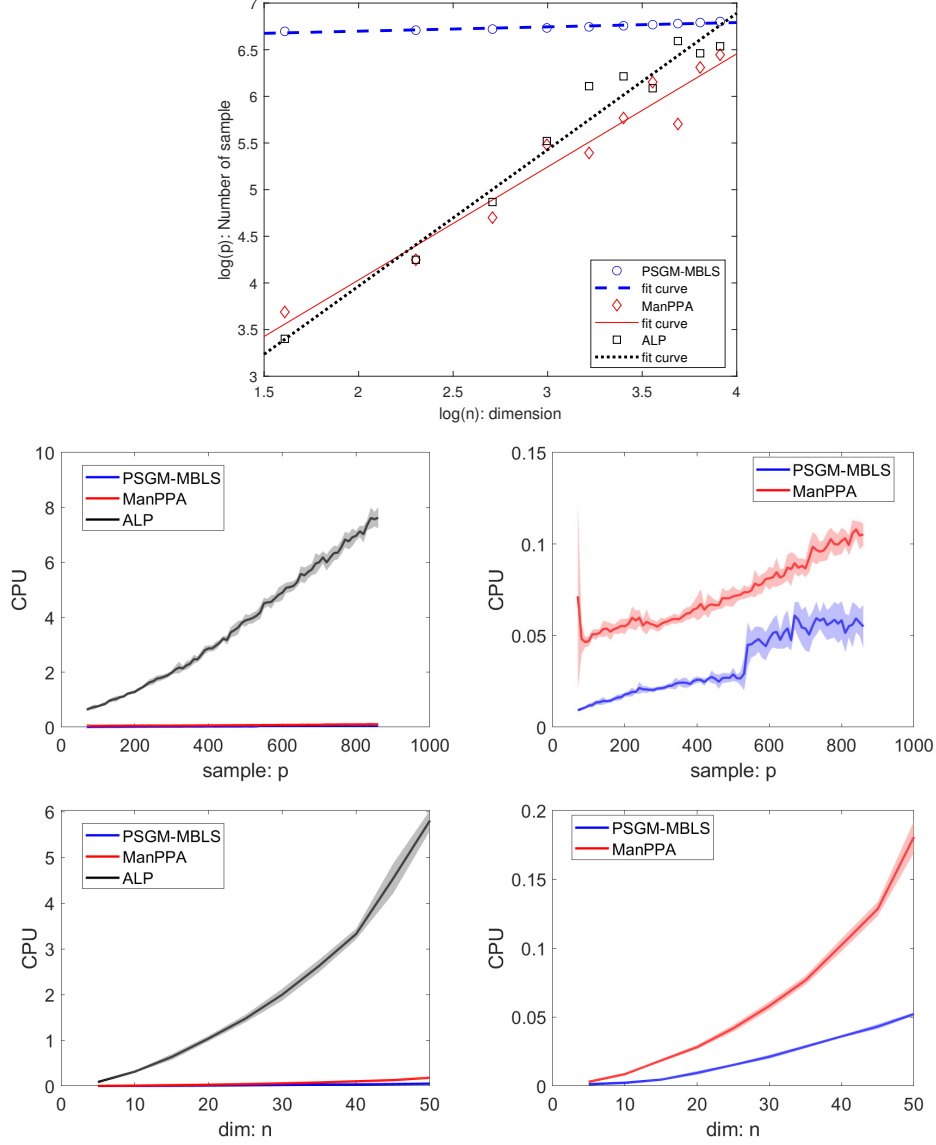 7
6.5
6
5.5
5
4.5
4
3.5
3
log(p): Number of sample
1.5 2 2.5 3 3.5 4
log(n): dimension
PSGM-MBLS
fit curve
ManPPA
fit curve
ALP
fit curve
10
8
6
4
2
0
CPU
0 200 400 600 800 1000
sample: p
PSGM-MBLS
ManPPA
ALP
0.15
0.1
0.05
0
CPU
0 200 400 600 800 1000
sample: p
PSGM-MBLS
ManPPA
6
5
4
3
2
1
0
CPU
0 10 20 30 40 50
dim: n
PSGM-MBLS
ManPPA
ALP
0.2
0.15
0.1
0.05
0
CPU
0 10 20 30 40 50
dim: n
PSGM-MBLS
ManPPA